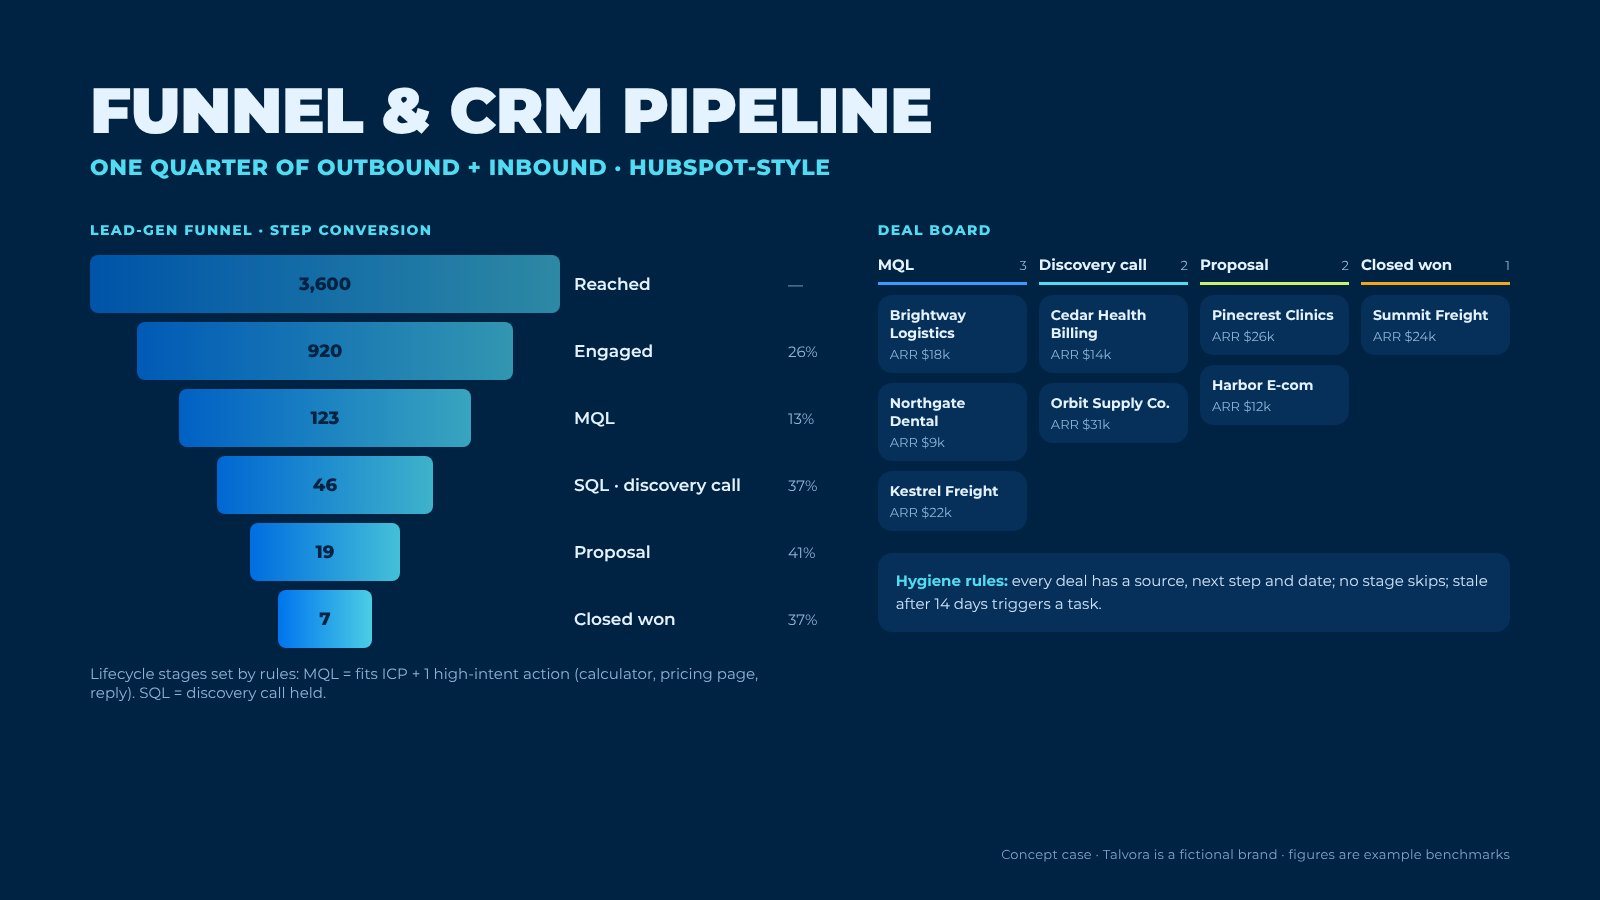 FUNNEL & CRM PIPELINE
ONE QUARTER OF OUTBOUND + INBOUND · HUBSPOT-STYLE
LEAD-GEN FUNNEL · STEP CONVERSION
3,600 Reached —
920 Engaged 26%
123 MQL 13%
46 SQL · discovery call 37%
19 Proposal 41%
7 Closed won 37%
Lifecycle stages set by rules: MQL = fits ICP + 1 high-intent action (calculator, pricing page,
reply). SQL = discovery call held.
DEAL BOARD
MQL 3
Brightway
Logistics
ARR $18k
Northgate
Dental
ARR $9k
Kestrel Freight
ARR $22k
Discovery call 2
Cedar Health
Billing
ARR $14k
Orbit Supply Co.
ARR $31k
Proposal 2
Pinecrest Clinics
ARR $26k
Harbor E-com
ARR $12k
Closed won 1
Summit Freight
ARR $24k
Hygiene rules: every deal has a source, next step and date; no stage skips; stale
after 14 days triggers a task.
Concept case · Talvora is a fictional brand · figures are example benchmarks